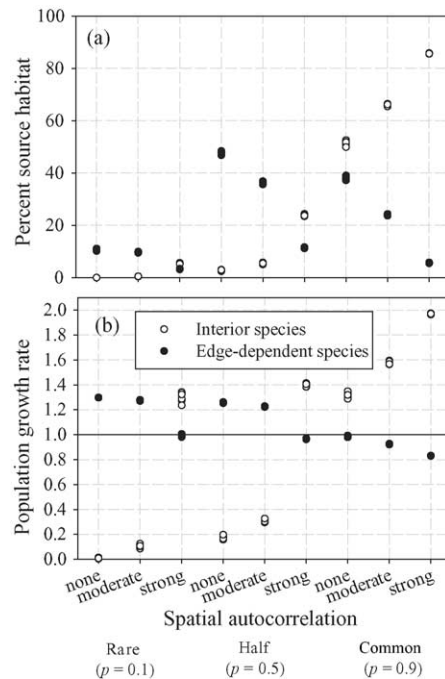 (a)
Percent source habitat
100
80
60
40
20
0
(b)
Interior species
Edge-dependent species
Population growth rate
2.0
1.8
1.6
1.4
1.2
1.0
0.8
0.6
0.4
0.2
0.0
none
moderate
strong
none
moderate
strong
none
moderate
strong
Spatial autocorrelation
Rare Half Common
(p = 0.1) (p = 0.5) (p = 0.9)